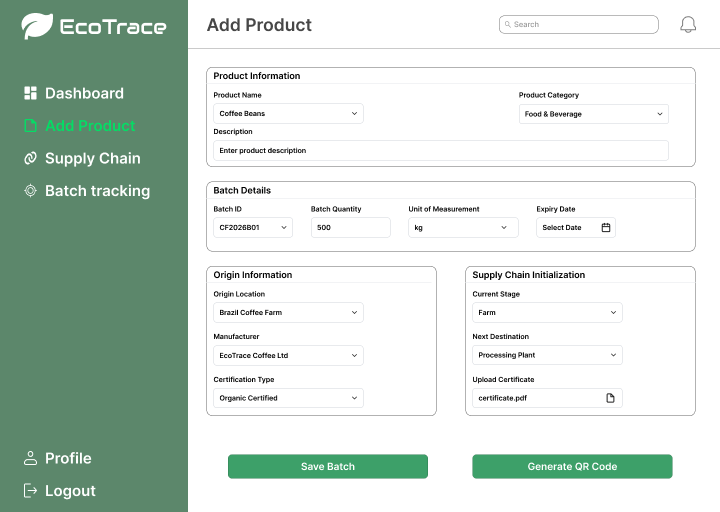 EcoTrace
Dashboard
Add Product
Supply Chain
Batch tracking
Profile
Logout
Add Product
Search
Product Information
Product Name
Product Category
Coffee Beans
Food & Beverage
Description
Enter product description
Batch Details
Batch ID
Batch Quantity
Unit of Measurement
Expiry Date
CF2026B01
500
kg
Select Date
Origin Information
Origin Location
Brazil Coffee Farm
Manufacturer
EcoTrace Coffee Ltd
Certification Type
Organic Certified
Supply Chain Initialization
Current Stage
Farm
Next Destination
Processing Plant
Upload Certificate
certificate.pdf
Save Batch
Generate QR Code